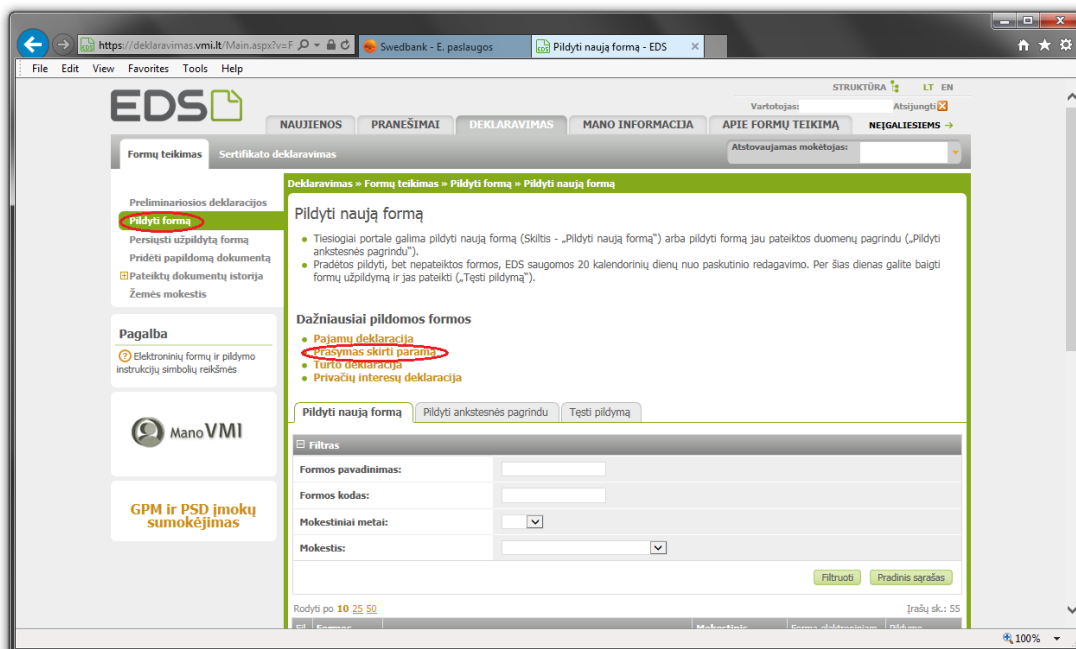 https://deklaravimas.vmi.lt/Main.aspx?v=F
Swedbank - E. paslaugos
Pildyti naują formą - EDS
File Edit View Favorites Tools Help
STRUKTŪRA LT EN
EDS
Vartotojas: Atsijungti
NAUJIENOS PRANEŠIMAI DEKLARAVIMAS MANO INFORMACIJA APIE FORMŲ TEIKIMĄ NEĮGALIESIEMS →
Formų teikimas Sertifikato deklaravimas
Atstovaujamas mokėtojas:
Preliminariosios deklaracijos
Pildyti formą
Persiųsti užpildytą formą
Pridėti papildomą dokumentą
Pateiktų dokumentų istorija
Žemės mokestis
Pagalba
Elektroninių formų ir pildymo
instrukcijų simbolių reikšmės
Mano VMI
GPM ir PSD įmokų
sumokėjimas
Deklaravimas » Formų teikimas » Pildyti formą » Pildyti naują formą
Pildyti naują formą
Tiesiogiai portale galima pildyti naują formą (Skiltis - „Pildyti naują formą“) arba pildyti formą jau pateiktos duomenų pagrindu („Pildyti
ankstesnės pagrindu“).
Pradėtos pildyti, bet nepateiktos formos, EDS saugomos 20 kalendorinių dienų nuo paskutinio redagavimo. Per šias dienas galite baigti
formų užpildymą ir jas pateikti („Tęsti pildymą“).
Dažniausiai pildomos formos
Pajamų deklaracija
Prašymas skirti paramą
Turto deklaracija
Privačių interesų deklaracija
Pildyti naują formą Pildyti ankstesnės pagrindu Tęsti pildymą
Filtras
Formos pavadinimas:
Formos kodas:
Mokestiniai metai:
Mokestis:
Filtruoti Pradinis sąrašas
Rodyti po 10 25 50 Įrašų sk.: 55
Fil. Formos Mokestinis Forma elektroniniam Pildymo
100%